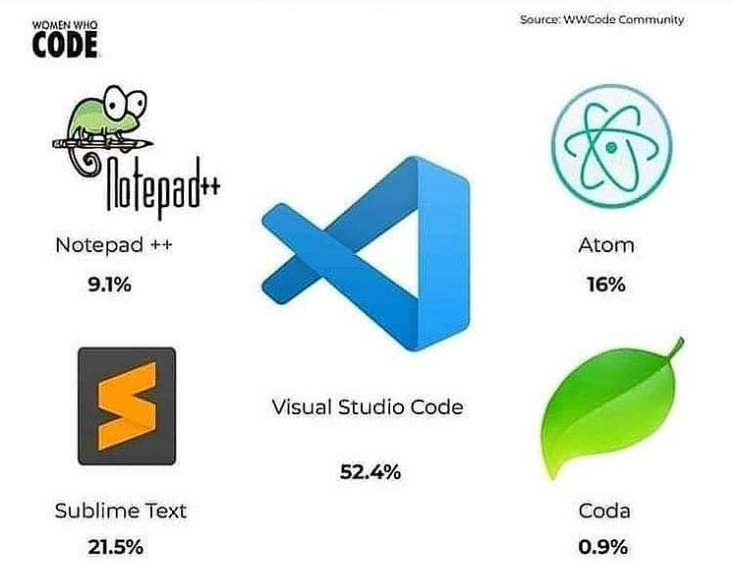 WOMEN WHO
CODE
Source: WWCode Community
Notepad++
Notepad ++
9.1%
Atom
16%
Visual Studio Code
52.4%
Sublime Text
21.5%
Coda
0.9%